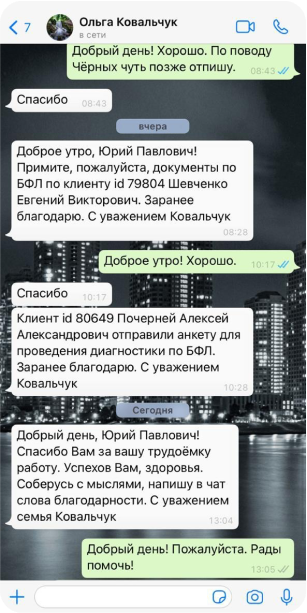 7
Ольга Ковальчук
в сети
Добрый день! Хорошо. По поводу
Чёрных чуть позже отпишу.
08:43
Спасибо
08:43
вчера
Доброе утро, Юрий Павлович!
Примите, пожалуйста, документы по
БФЛ по клиенту id 79804 Шевченко
Евгений Викторович. Заранее
благодарю. С уважением Ковальчук
08:28
Доброе утро! Хорошо.
10:17
Спасибо
10:17
Клиент id 80649 Почерней Алексей
Александрович отправили анкету для
проведения диагностики по БФЛ.
Заранее благодарю. С уважением
Ковальчук
10:28
Сегодня
Добрый день, Юрий Павлович!
Спасибо Вам за вашу трудоёмку
работу. Успехов Вам, здоровья.
Соберусь с мыслями, напишу в чат
слова благодарности. С уважением
семья Ковальчук
13:04
Добрый день! Пожалуйста. Рады
помочь!
13:05